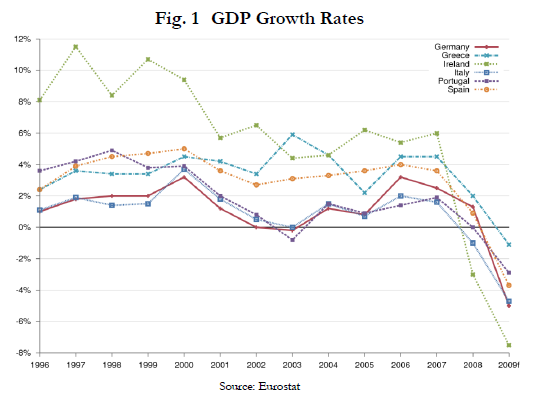 Fig. 1 GDP Growth Rates
12%
10%
8%
6%
4%
2%
0%
-2%
-4%
-6%
-8%
Germany
Greece
Ireland
Italy
Portugal
Spain
1996 1997 1998 1999 2000 2001 2002 2003 2004 2005 2006 2007 2008 2009f
Source: Eurostat